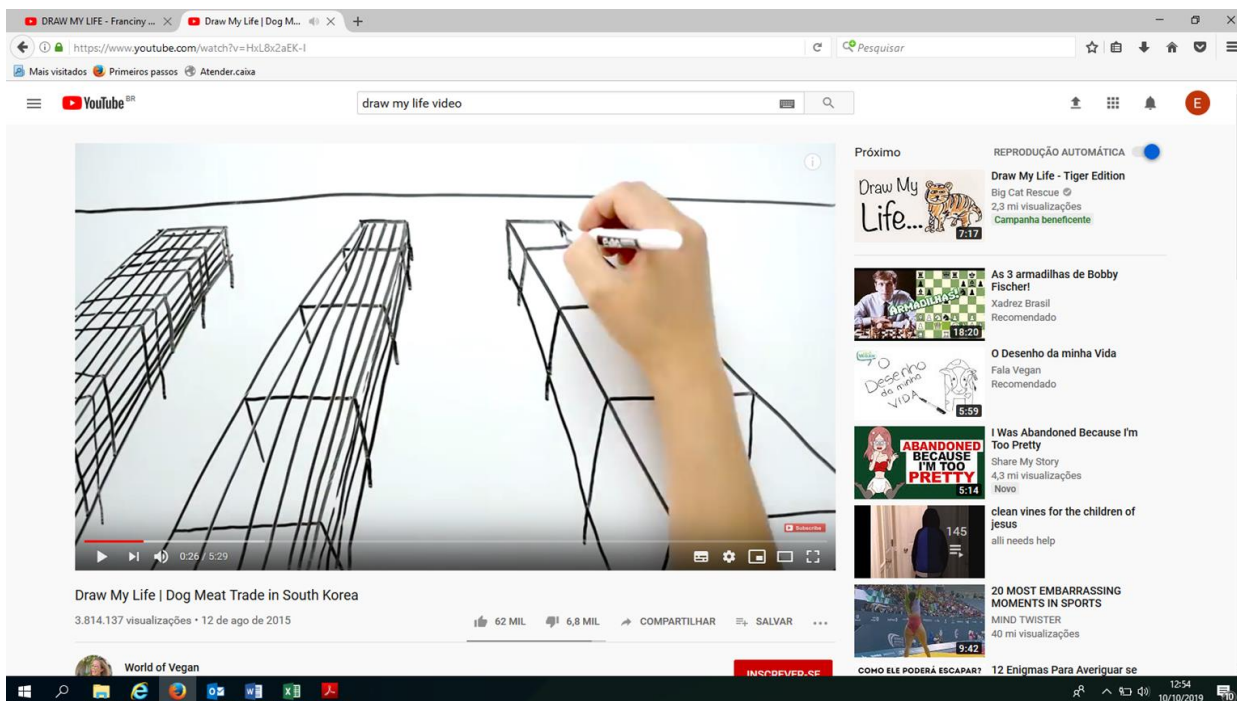 DRAW MY LIFE - Franciny ...
Draw My Life | Dog M...
https://www.youtube.com/watch?v=HxL8x2aEK-I
Pesquisar
Mais visitados Primeiros passos Atender.caixa
YouTube BR
draw my life video
E
Próximo
REPRODUÇÃO AUTOMÁTICA
Draw My Life...
7:17
Draw My Life - Tiger Edition
Big Cat Rescue
2,3 mi visualizações
Campanha beneficente
ARMADILHAS!
18:20
As 3 armadilhas de Bobby
Fischer!
Xadrez Brasil
Recomendado
O Desenho da minha VIDA
5:59
O Desenho da minha Vida
Fala Vegan
Recomendado
ABANDONED
BECAUSE
I'M TOO
PRETTY
5:14
I Was Abandoned Because I'm
Too Pretty
Share My Story
4,3 mi visualizações
Novo
145
clean vines for the children of
jesus
alli needs help
9:42
20 MOST EMBARRASSING
MOMENTS IN SPORTS
MIND TWISTER
40 mi visualizações
COMO ELE PODERÁ ESCAPAR?
12 Enigmas Para Averiguar se
Subscribe
0:26 / 5:29
Draw My Life | Dog Meat Trade in South Korea
3.814.137 visualizações • 12 de ago de 2015
62 MIL 6,8 MIL COMPARTILHAR SALVAR
World of Vegan
INSCREVER-SE
12:54
10/10/2019
10